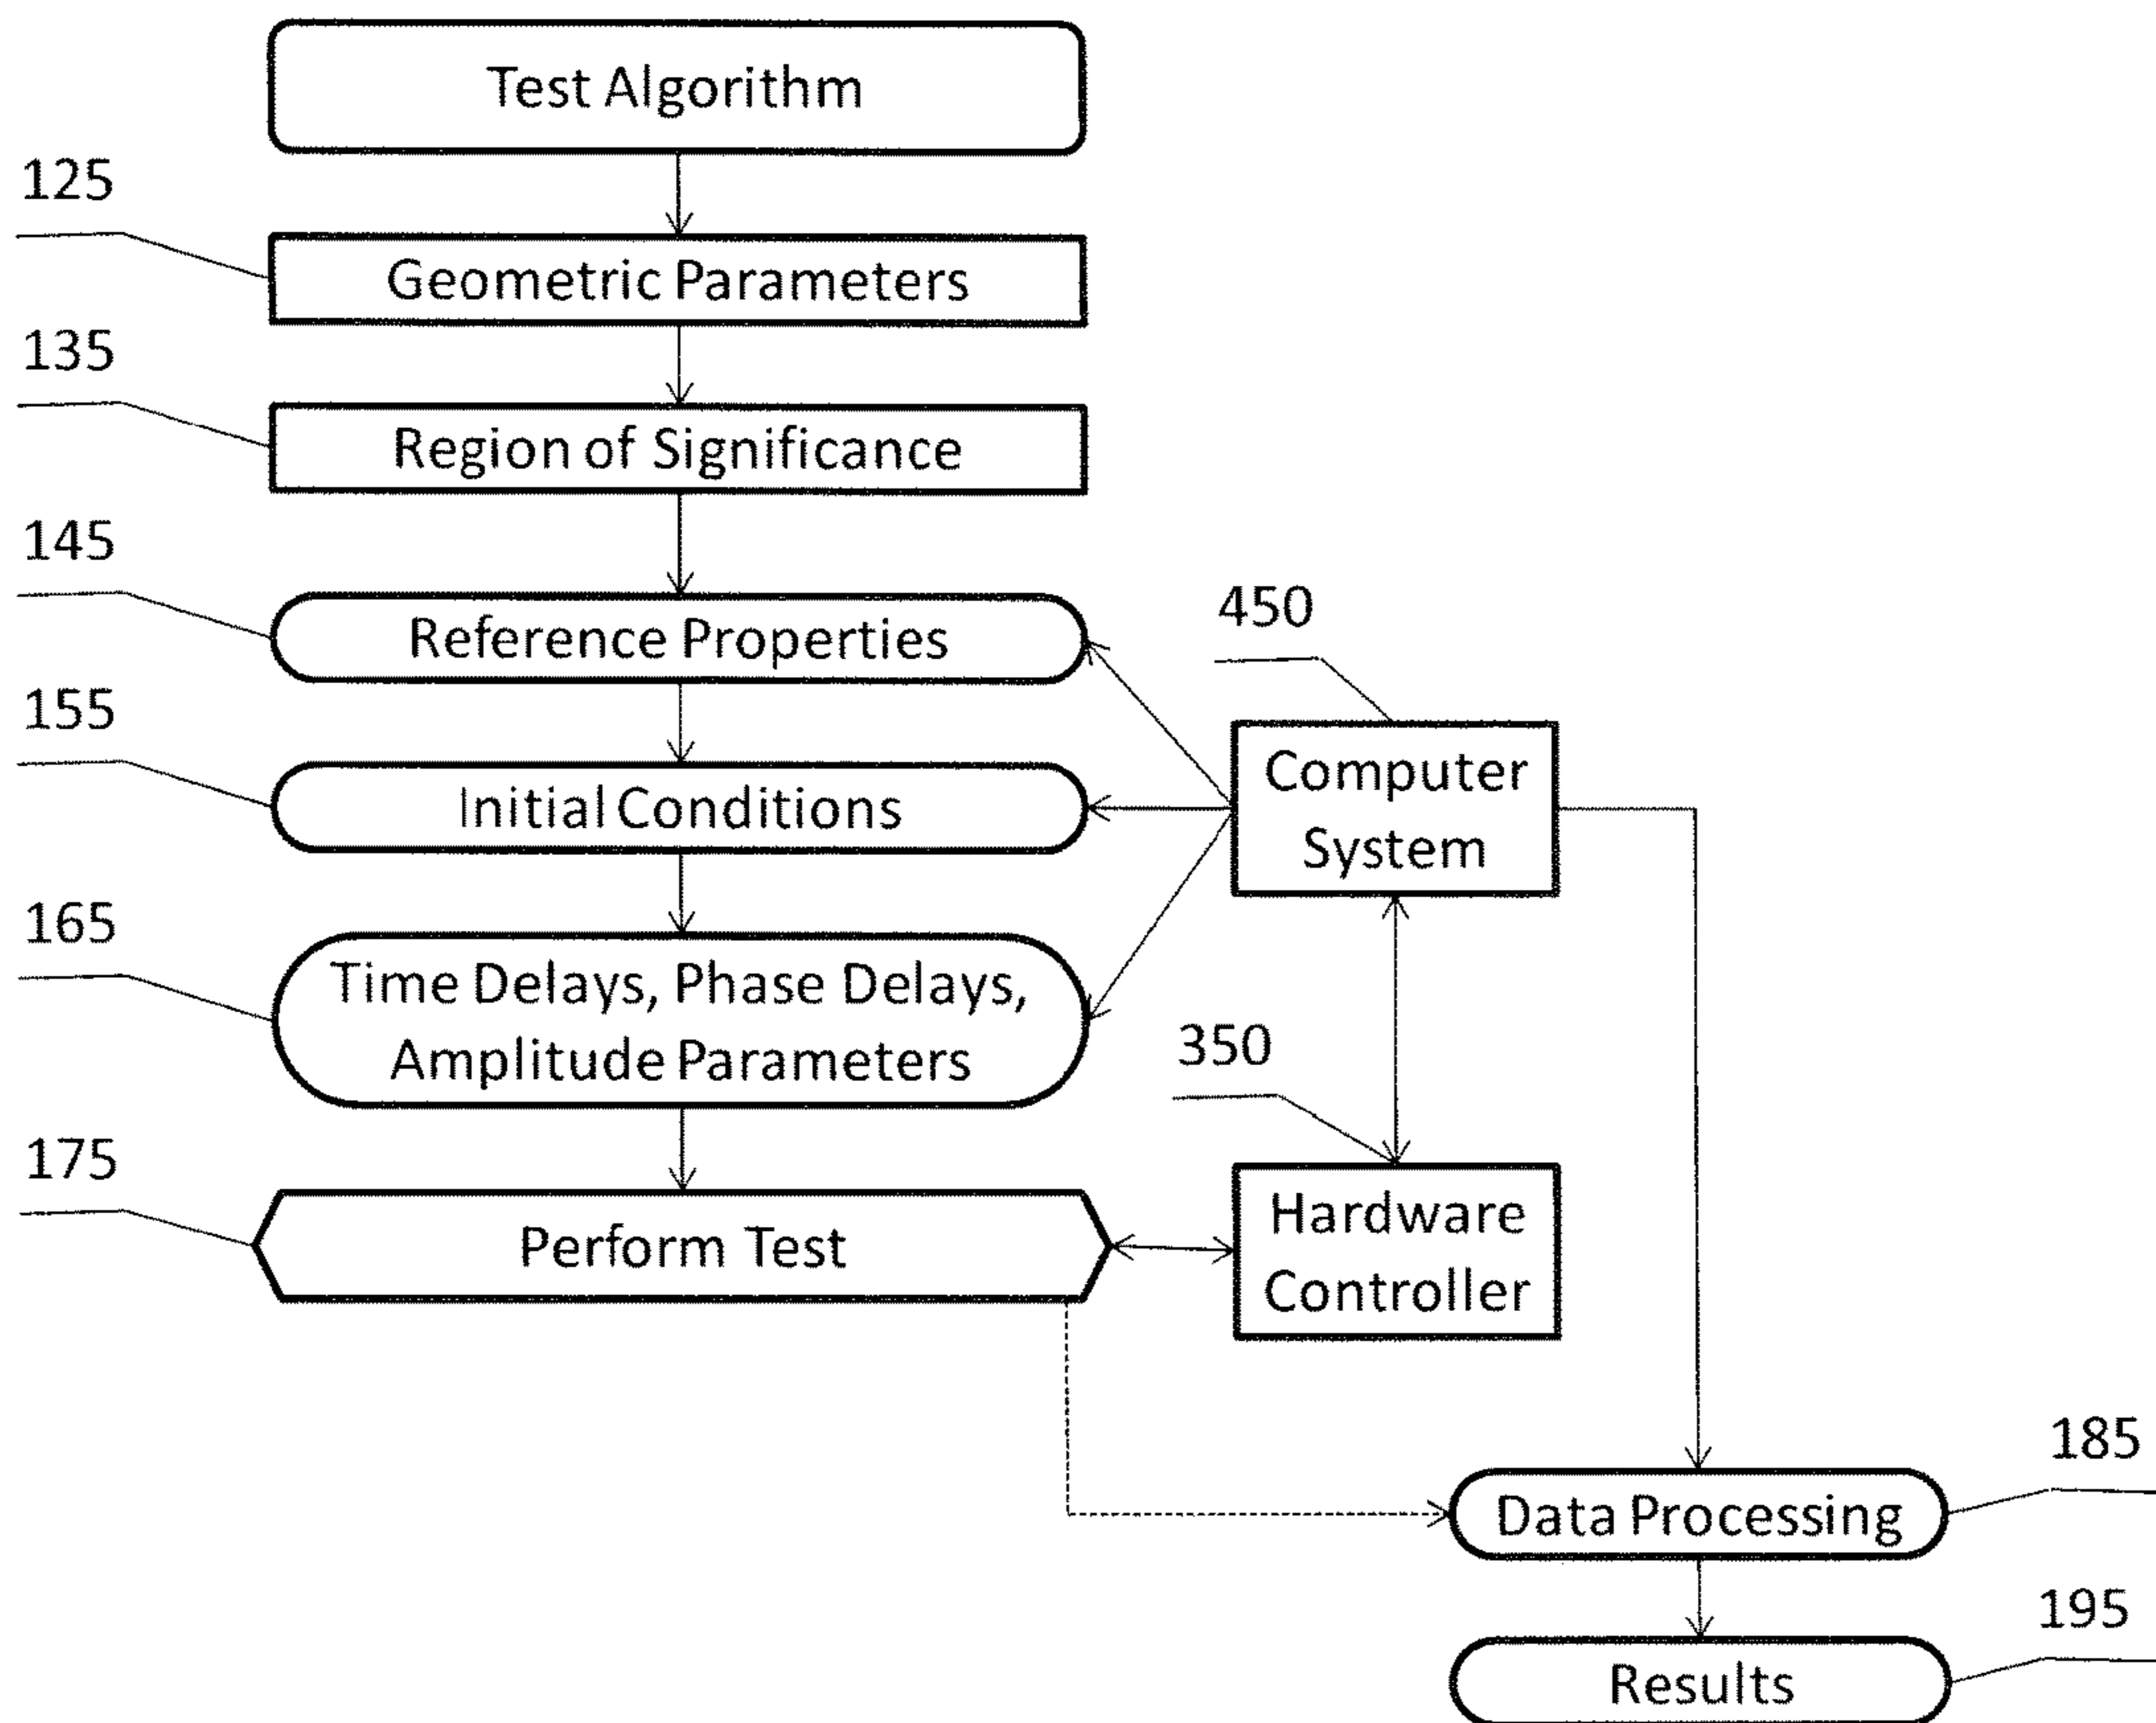 Test Algorithm
125
Geometric Parameters
135
Region of Significance
145
Reference Properties
450
155
Computer
System
Initial Conditions
165
Time Delays, Phase Delays,
Amplitude Parameters
350
175
Perform Test
Hardware
Controller
185
Data Processing
195
Results